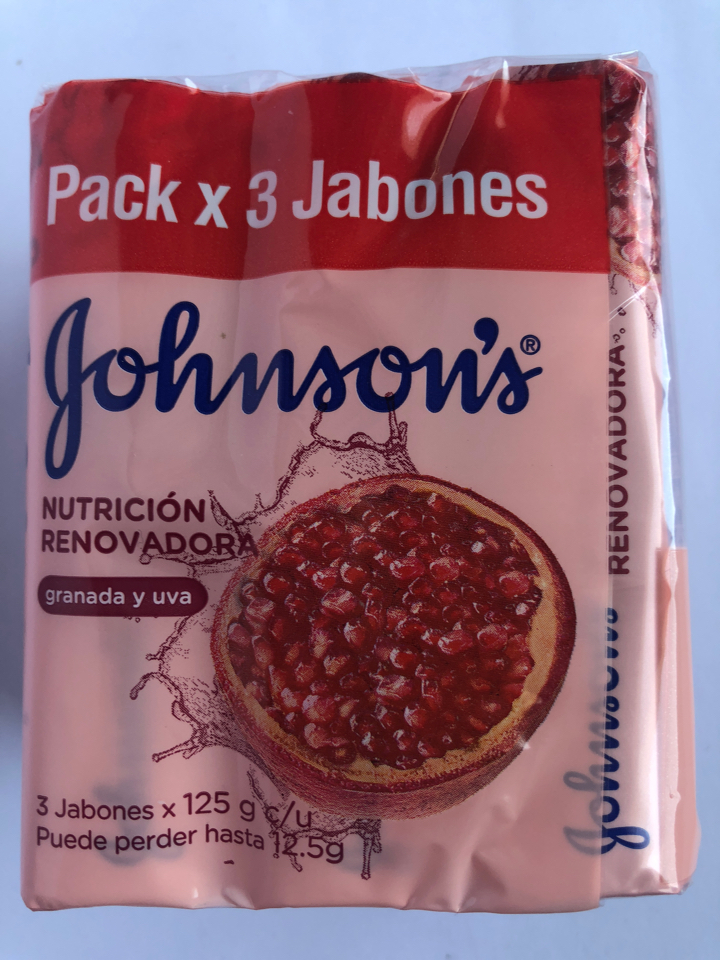 Pack x 3 Jabones
Johnson's®
NUTRICIÓN
RENOVADORA
granada y uva
3 Jabones x 125 g c/u
Puede perder hasta 12.5g
RENOVADORA
Johnson's